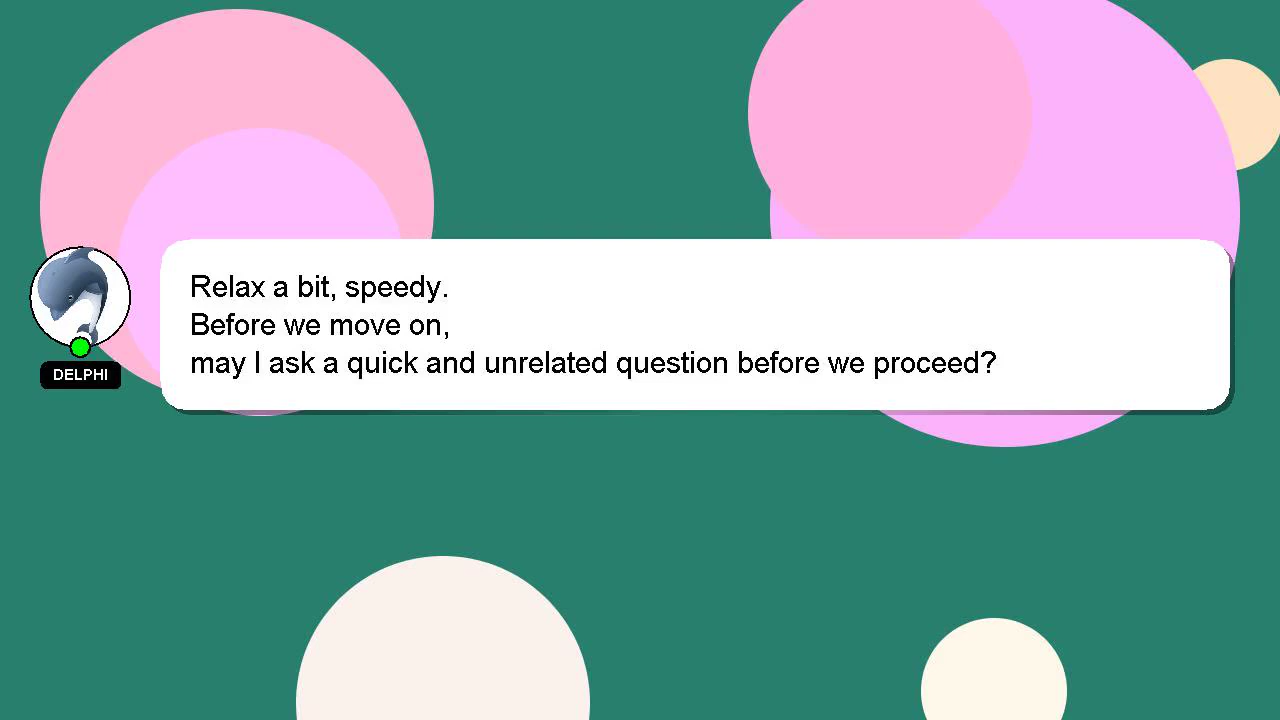 Relax a bit, speedy.
Before we move on,
may I ask a quick and unrelated question before we proceed?
DELPHI